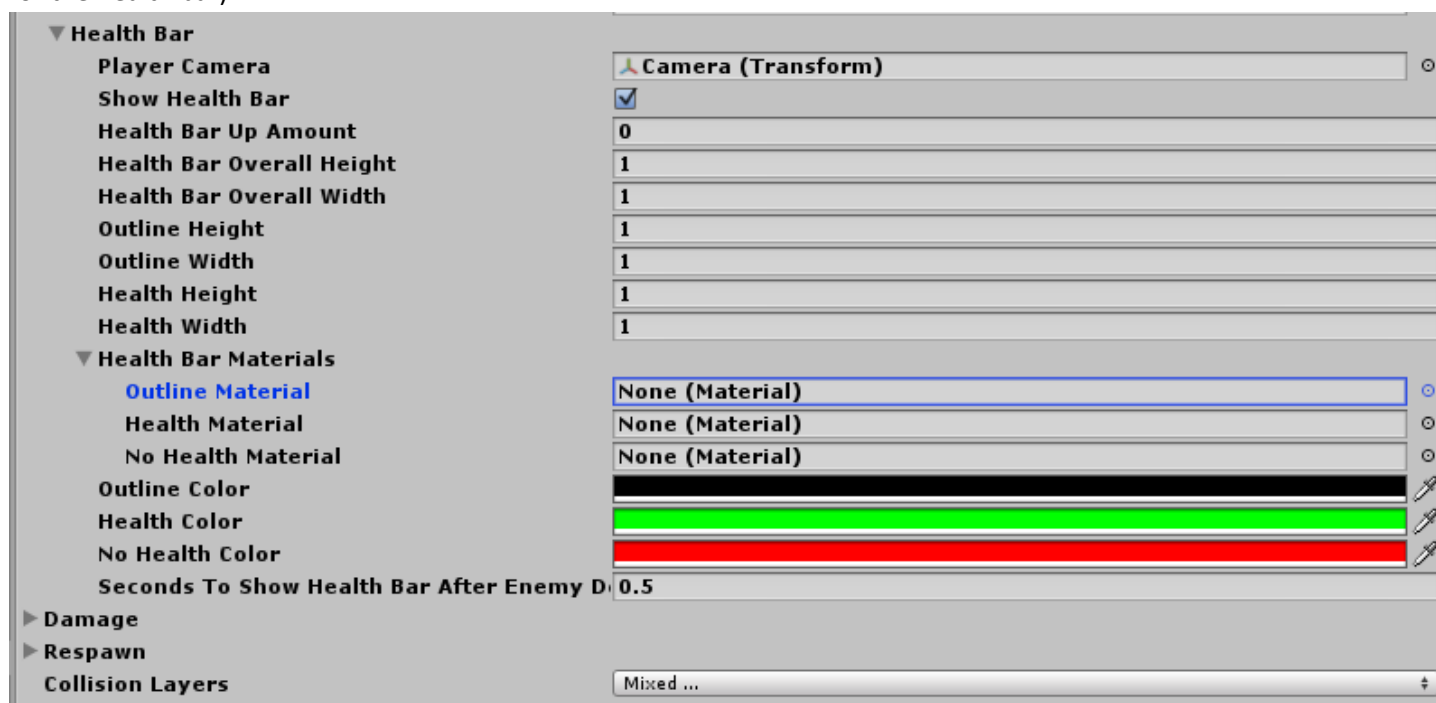 Health Bar
Player Camera Camera (Transform)
Show Health Bar
Health Bar Up Amount 0
Health Bar Overall Height 1
Health Bar Overall Width 1
Outline Height 1
Outline Width 1
Health Height 1
Health Width 1
Health Bar Materials
Outline Material None (Material)
Health Material None (Material)
No Health Material None (Material)
Outline Color
Health Color
No Health Color
Seconds To Show Health Bar After Enemy D 0.5
Damage
Respawn
Collision Layers Mixed ...